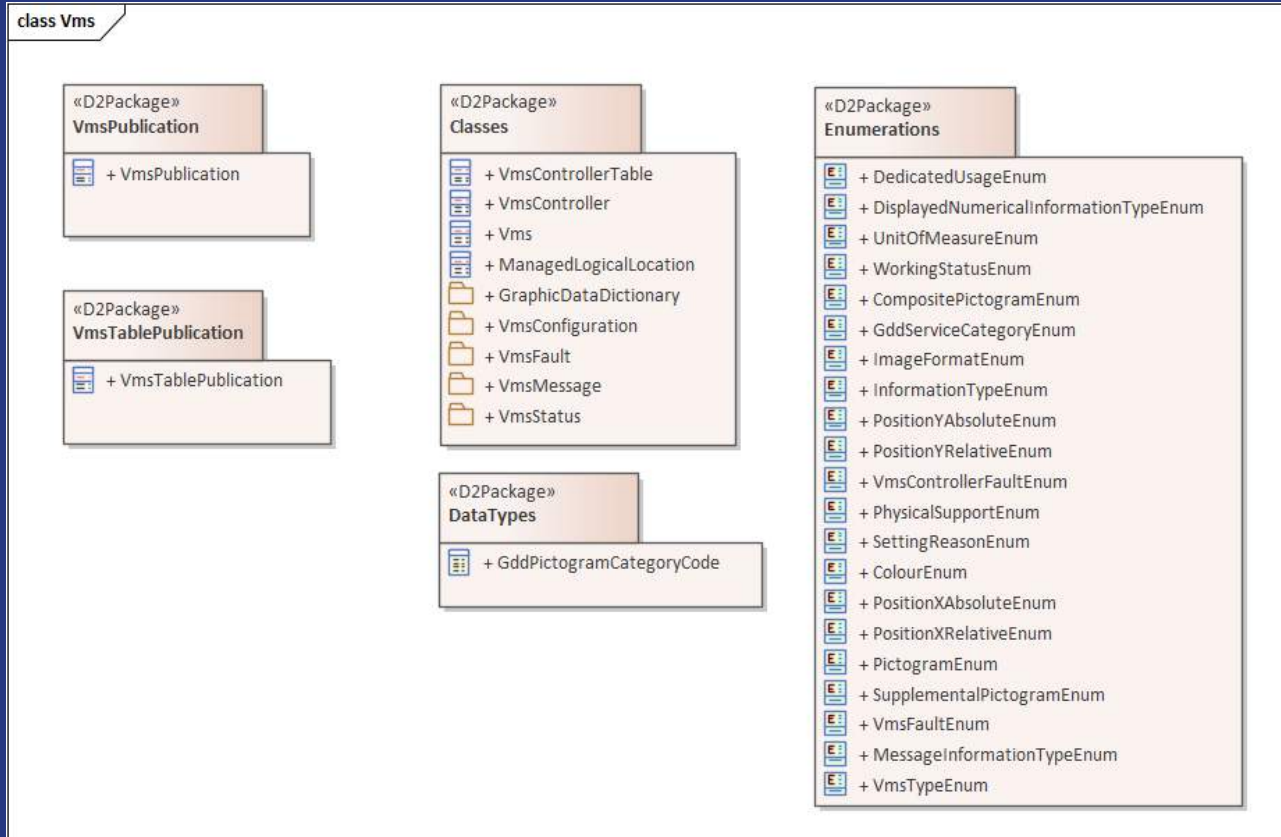 class Vms
«D2Package»
VmsPublication
+ VmsPublication
«D2Package»
VmsTablePublication
+ VmsTablePublication
«D2Package»
Classes
+ VmsControllerTable
+ VmsController
+ Vms
+ ManagedLogicalLocation
+ GraphicDataDictionary
+ VmsConfiguration
+ VmsFault
+ VmsMessage
+ VmsStatus
«D2Package»
DataTypes
+ GddPictogramCategoryCode
«D2Package»
Enumerations
+ DedicatedUsageEnum
+ DisplayedNumericalInformationTypeEnum
+ UnitOfMeasureEnum
+ WorkingStatusEnum
+ CompositePictogramEnum
+ GddServiceCategoryEnum
+ ImageFormatEnum
+ InformationTypeEnum
+ PositionYAbsoluteEnum
+ PositionYRelativeEnum
+ VmsControllerFaultEnum
+ PhysicalSupportEnum
+ SettingReasonEnum
+ ColourEnum
+ PositionXAbsoluteEnum
+ PositionXRelativeEnum
+ PictogramEnum
+ SupplementalPictogramEnum
+ VmsFaultEnum
+ MessageInformationTypeEnum
+ VmsTypeEnum